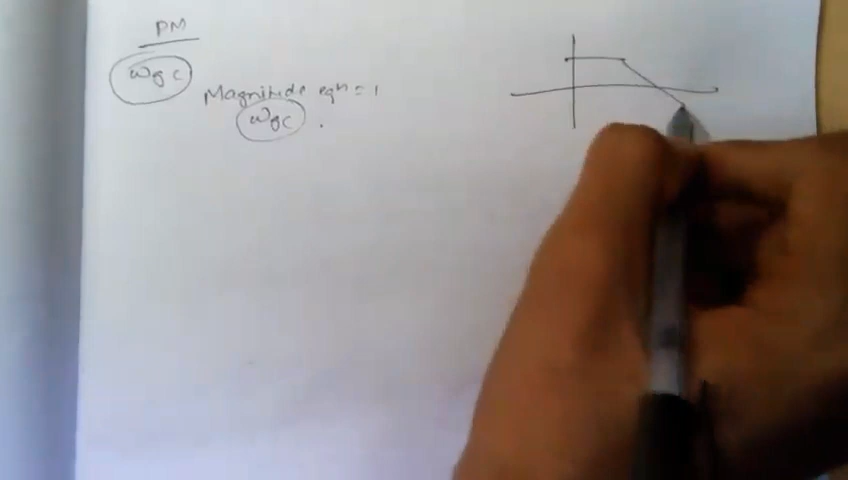 PM
ωgc
Magnitude eqn = 1
ωgc .